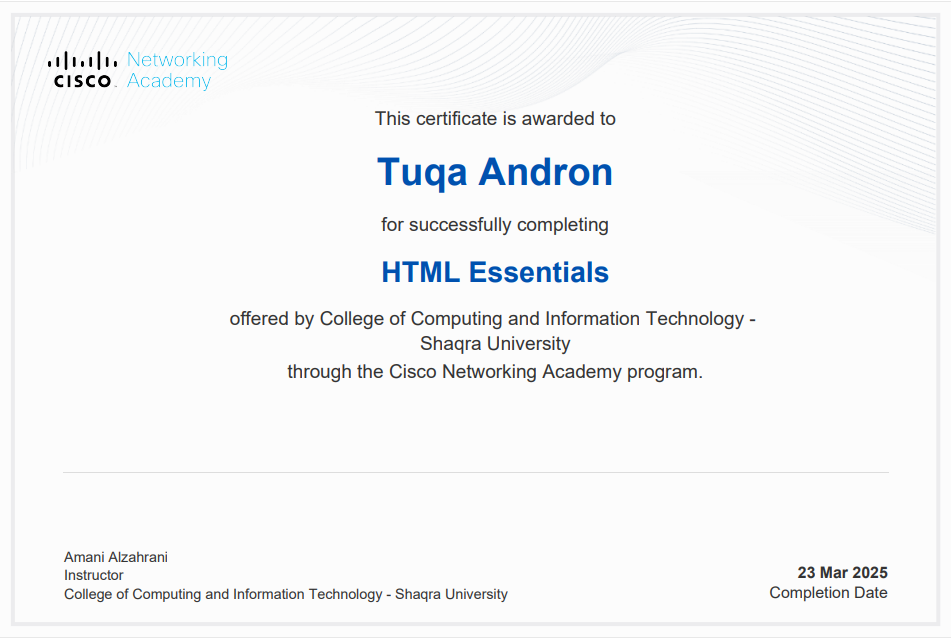 Networking
CISCO Academy
This certificate is awarded to
Tuqa Andron
for successfully completing
HTML Essentials
offered by College of Computing and Information Technology -
Shaqra University
through the Cisco Networking Academy program.
Amani Alzahrani
Instructor
College of Computing and Information Technology - Shaqra University
23 Mar 2025
Completion Date